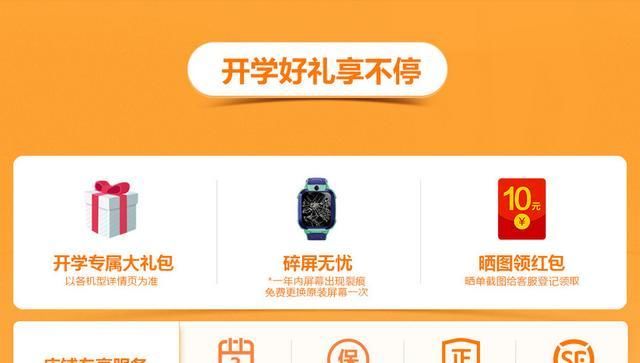 开学好礼享不停
10元
¥
开学专属大礼包
以各机型详情页为准
碎屏无忧
*一年内屏幕出现裂痕
免费更换原装屏幕一次
晒图领红包
晒单截图给客服登记领取
保
正